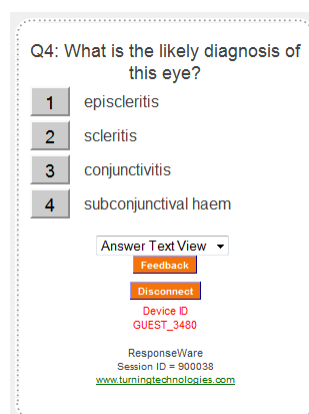 Q4: What is the likely diagnosis of
this eye?
1 episcleritis
2 scleritis
3 conjunctivitis
4 subconjunctival haem
Answer Text View
Feedback
Disconnect
Device ID
GUEST_3480
ResponseWare
Session ID = 900038
www.turningtechnologies.com